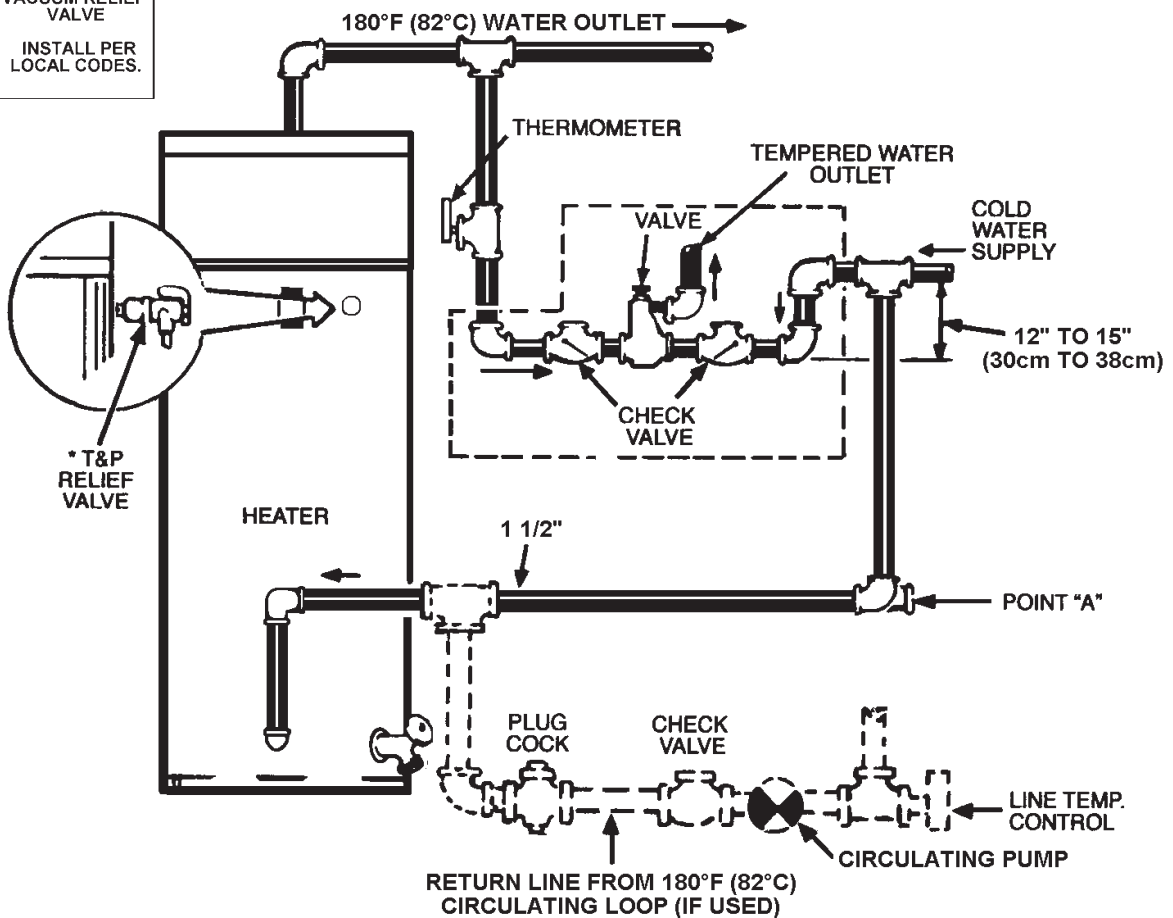 VACUUM RELIEF
VALVE
INSTALL PER
LOCAL CODES.
180°F (82°C) WATER OUTLET
THERMOMETER
TEMPERED WATER
OUTLET
VALVE
COLD
WATER
SUPPLY
12" TO 15"
(30cm TO 38cm)
CHECK
VALVE
* T&P
RELIEF
VALVE
HEATER
1 1/2"
POINT "A"
PLUG
COCK
CHECK
VALVE
LINE TEMP.
CONTROL
CIRCULATING PUMP
RETURN LINE FROM 180°F (82°C)
CIRCULATING LOOP (IF USED)